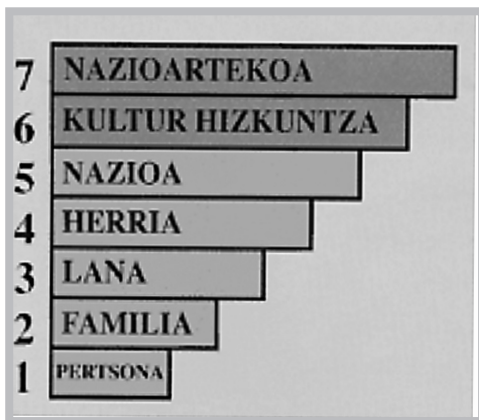 7 NAZIOARTEKOA
6 KULTUR HIZKUNTZA
5 NAZIOA
4 HERRIA
3 LANA
2 FAMILIA
1 PERTSONA